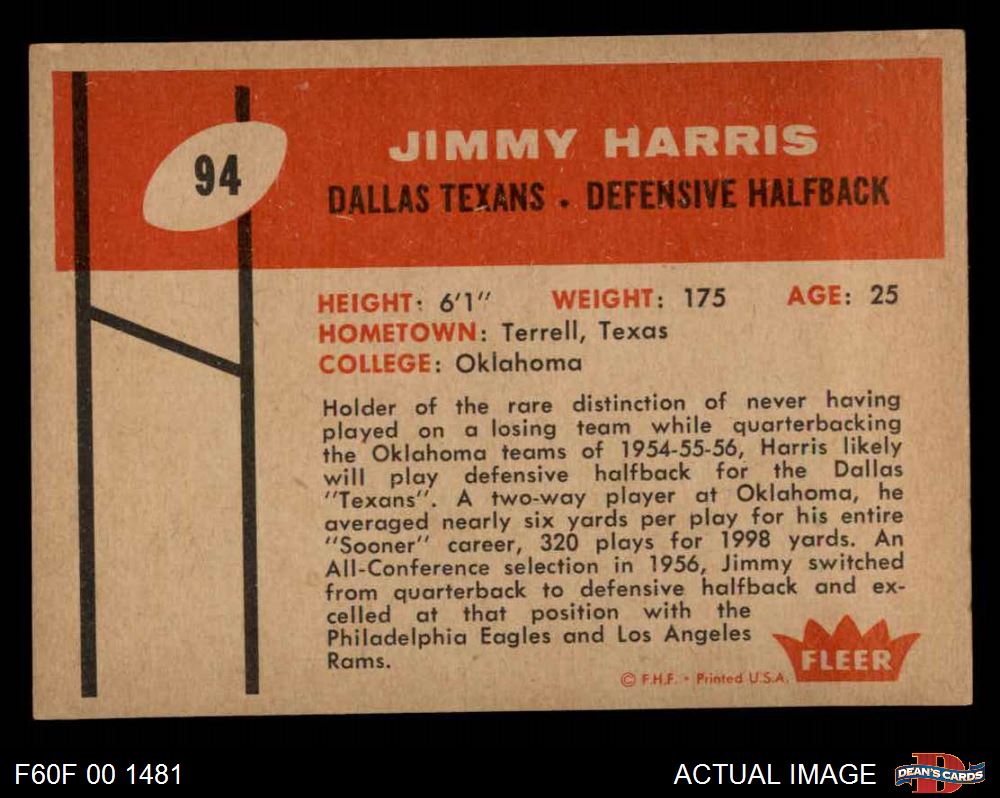 94
JIMMY HARRIS
DALLAS TEXANS • DEFENSIVE HALFBACK
HEIGHT: 6'1" WEIGHT: 175 AGE: 25
HOMETOWN: Terrell, Texas
COLLEGE: Oklahoma
Holder of the rare distinction of never having
played on a losing team while quarterbacking
the Oklahoma teams of 1954-55-56, Harris likely
will play defensive halfback for the Dallas
"Texans". A two-way player at Oklahoma, he
averaged nearly six yards per play for his entire
"Sooner" career, 320 plays for 1998 yards. An
All-Conference selection in 1956, Jimmy switched
from quarterback to defensive halfback and ex-
celled at that position with the
Philadelphia Eagles and Los Angeles
Rams.
FLEER
© F.H.F. • Printed U.S.A.
F60F 00 1481
ACTUAL IMAGE
D
DEAN'S CARDS